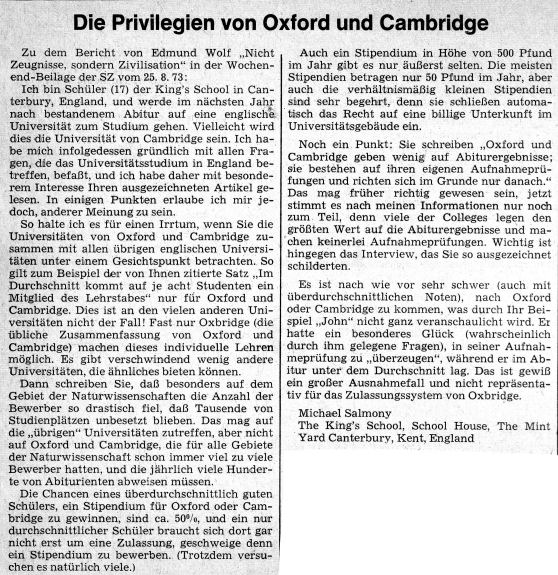 Die Privilegien von Oxford und Cambridge
Zu dem Bericht von Edmund Wolf „Nicht
Zeugnisse, sondern Zivilisation“ in der Wochen-
end-Beilage der SZ vom 25. 8. 73:
Ich bin Schüler (17) der King's School in Can-
terbury, England, und werde im nächsten Jahr
nach bestandenem Abitur auf eine englische
Universität zum Studium gehen. Vielleicht wird
dies die Universität von Cambridge sein. Ich ha-
be mich infolgedessen gründlich mit allen Fra-
gen, die das Universitätsstudium in England be-
treffen, befaßt, und ich habe daher mit besonde-
rem Interesse Ihren ausgezeichneten Artikel ge-
lesen. In einigen Punkten erlaube ich mir je-
doch, anderer Meinung zu sein.
So halte ich es für einen Irrtum, wenn Sie die
Universitäten von Oxford und Cambridge zu-
sammen mit allen übrigen englischen Universi-
täten unter einem Gesichtspunkt betrachten. So
gilt zum Beispiel der von Ihnen zitierte Satz „Im
Durchschnitt kommt auf je acht Studenten ein
Mitglied des Lehrstabes“ nur für Oxford und
Cambridge. Dies ist an den vielen anderen Uni-
versitäten nicht der Fall! Fast nur Oxbridge (die
übliche Zusammenfassung von Oxford und
Cambridge) machen dieses individuelle Lehren
möglich. Es gibt verschwindend wenig andere
Universitäten, die ähnliches bieten können.
Dann schreiben Sie, daß besonders auf dem
Gebiet der Naturwissenschaften die Anzahl der
Bewerber so drastisch fiel, daß Tausende von
Studienplätzen unbesetzt blieben. Das mag auf
die „übrigen“ Universitäten zutreffen, aber nicht
auf Oxford und Cambridge, die für alle Gebiete
der Naturwissenschaft schon immer viel zu viele
Bewerber hatten, und die jährlich viele Hunder-
te von Abiturienten abweisen müssen.
Die Chancen eines überdurchschnittlich guten
Schülers, ein Stipendium für Oxford oder Cam-
bridge zu gewinnen, sind ca. 50%, und ein nur
durchschnittlicher Schüler braucht sich dort gar
nicht erst um eine Zulassung, geschweige denn
ein Stipendium zu bewerben. (Trotzdem versu-
chen es natürlich viele.)
Auch ein Stipendium in Höhe von 500 Pfund
im Jahr gibt es nur äußerst selten. Die meisten
Stipendien betragen nur 50 Pfund im Jahr, aber
auch die verhältnismäßig kleinen Stipendien
sind sehr begehrt, denn sie schließen automa-
tisch das Recht auf eine billige Unterkunft im
Universitätsgebäude ein.
Noch ein Punkt: Sie schreiben „Oxford und
Cambridge geben wenig auf Abiturergebnisse;
sie bestehen auf ihren eigenen Aufnahmeprü-
fungen und richten sich im Grunde nur danach.“
Das mag früher richtig gewesen sein, jetzt
stimmt es nach meinen Informationen nur noch
zum Teil, denn viele der Colleges legen den
größten Wert auf die Abiturergebnisse und ma-
chen keinerlei Aufnahmeprüfungen. Wichtig ist
hingegen das Interview, das Sie so ausgezeichnet
schilderten.
Es ist nach wie vor sehr schwer (auch mit
überdurchschnittlichen Noten), nach Oxford
oder Cambridge zu kommen, was durch Ihr Bei-
spiel „John“ nicht ganz veranschaulicht wird. Er
hatte besonderes Glück (wahrscheinlich
durch ihm gelegene Fragen), in seiner Aufnah-
meprüfung zu „überzeugen“, während er im Ab-
itur unter dem Durchschnitt lag. Das ist gewiß
ein großer Ausnahmefall und nicht repräsenta-
tiv für das Zulassungssystem von Oxbridge.
Michael Salmony
The King's School, School House, The Mint
Yard Canterbury, Kent, England